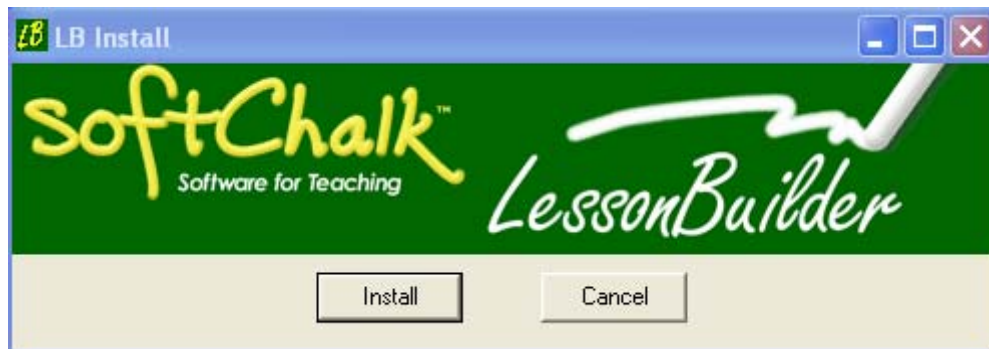 LB LB Install
SoftChalk™
Software for Teaching
LessonBuilder
Install Cancel